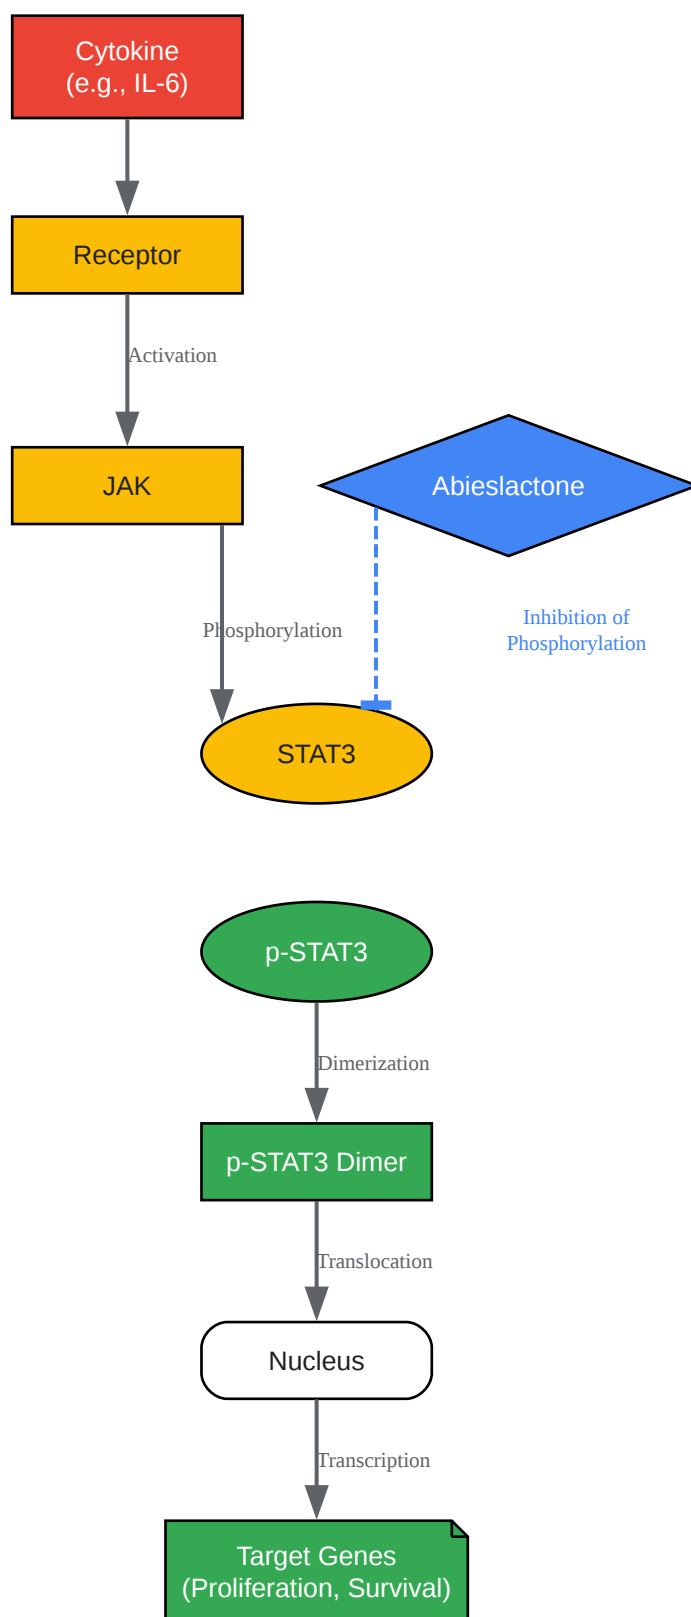 Cytokine
(e.g., IL-6)
Receptor
Activation
JAK
Abieslactone
Phosphorylation
Inhibition of
Phosphorylation
STAT3
p-STAT3
Dimerization
p-STAT3 Dimer
Translocation
Nucleus
Transcription
Target Genes
(Proliferation, Survival)